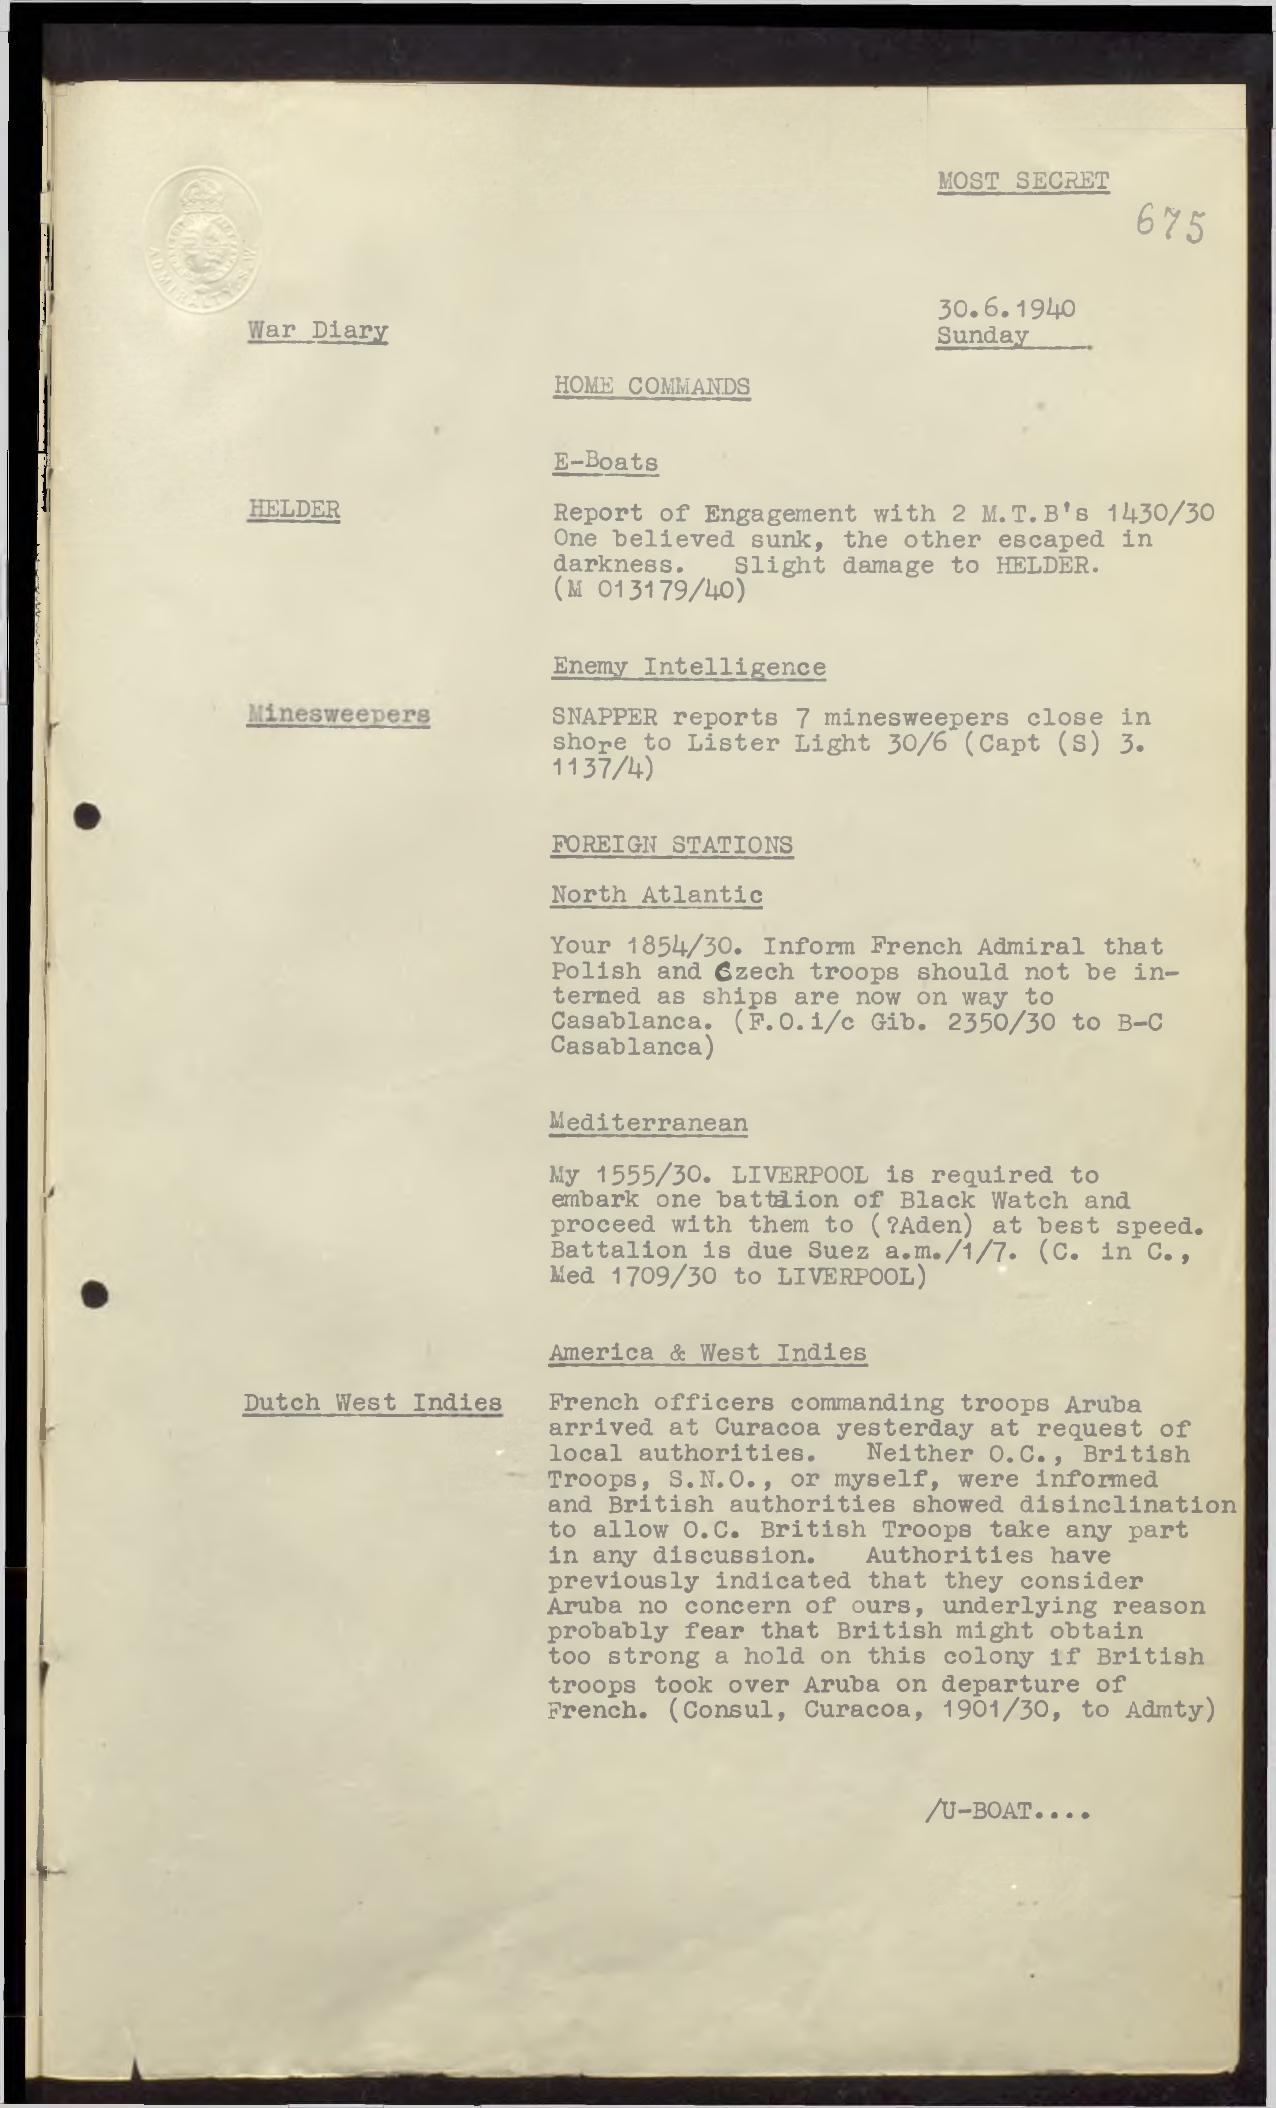 MOST SECRET
675
ADMIRALTY.S.W.
30.6.1940
War Diary
Sunday
HOME COMMANDS
E-Boats
HELDER
Report of Engagement with 2 M.T.B's 1430/30
One believed sunk, the other escaped in
darkness. Slight damage to HELDER.
(M 013179/40)
Enemy Intelligence
Minesweepers
SNAPPER reports 7 minesweepers close in
shore to Lister Light 30/6 (Capt (S) 3.
1137/4)
FOREIGN STATIONS
North Atlantic
Your 1854/30. Inform French Admiral that
Polish and Czech troops should not be in-
terned as ships are now on way to
Casablanca. (F.O.i/c Gib. 2350/30 to B-C
Casablanca)
Mediterranean
My 1555/30. LIVERPOOL is required to
embark one battalion of Black Watch and
proceed with them to (?Aden) at best speed.
Battalion is due Suez a.m./1/7. (C. in C.,
Med 1709/30 to LIVERPOOL)
America & West Indies
Dutch West Indies
French officers commanding troops Aruba
arrived at Curacoa yesterday at request of
local authorities. Neither O.C., British
Troops, S.N.O., or myself, were informed
and British authorities showed disinclination
to allow O.C. British Troops take any part
in any discussion. Authorities have
previously indicated that they consider
Aruba no concern of ours, underlying reason
probably fear that British might obtain
too strong a hold on this colony if British
troops took over Aruba on departure of
French. (Consul, Curacoa, 1901/30, to Admty)
/U-BOAT....